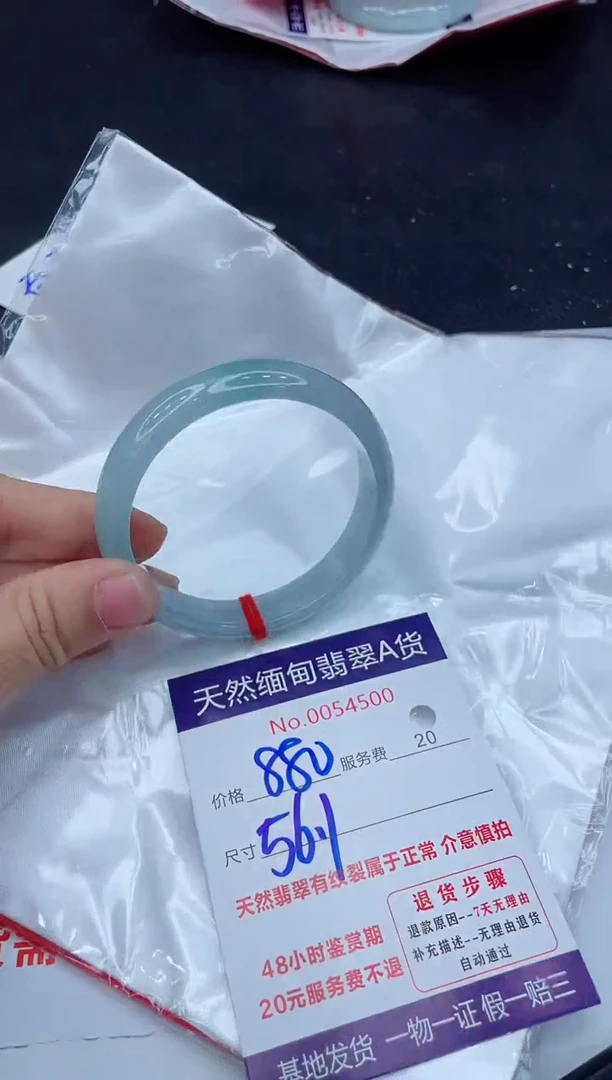 天然缅甸翡翠A货
No.0054500
价格 880 服务费 20
尺寸 56.1
天然翡翠有纹裂属于正常 介意慎拍
48小时鉴赏期
20元服务费不退
退货步骤
退款原因--7天无理由
补充描述--无理由退货
自动通过
基地发货 一物一证 假一赔三